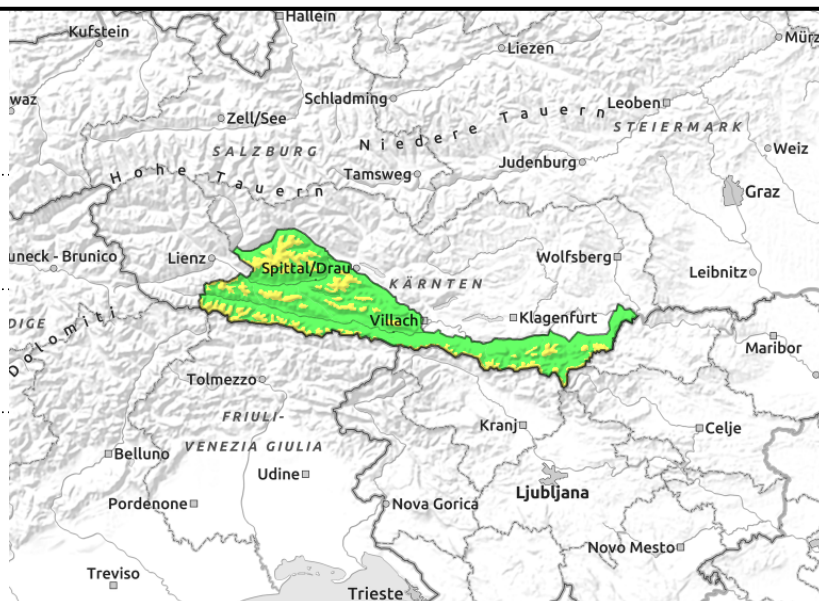 Hallein
Kufstein
Mürz
Liezen
waz
Schladming
Leoben
Zell/See
Niedere Tauern
STEIERMARK
SALZBURG
Weiz
Judenburg
Hohe Tauern
Tamsweg
Graz
uneck - Brunico
Lienz
Wolfsberg
Spittal/Drau
Leibnitz
KÄRNTEN
DIGE
Villach
Klagenfurt
Dolomiti
Maribor
Tolmezzo
FRIULI-
VENEZIA GIULIA
Kranj
Celje
Belluno
Udine
Ljubljana
Pordenone
Nova Gorica
Novo Mesto
Treviso
Trieste